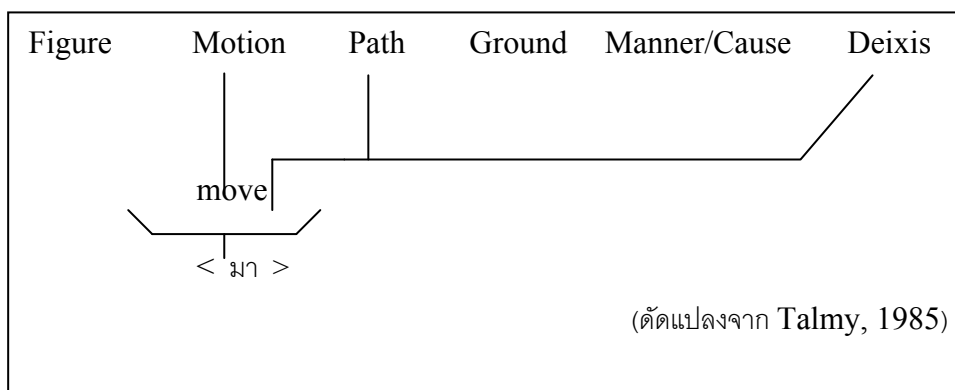 Figure Motion Path Ground Manner/Cause Deixis
move
< มา >
(ดัดแปลงจาก Talmy, 1985)